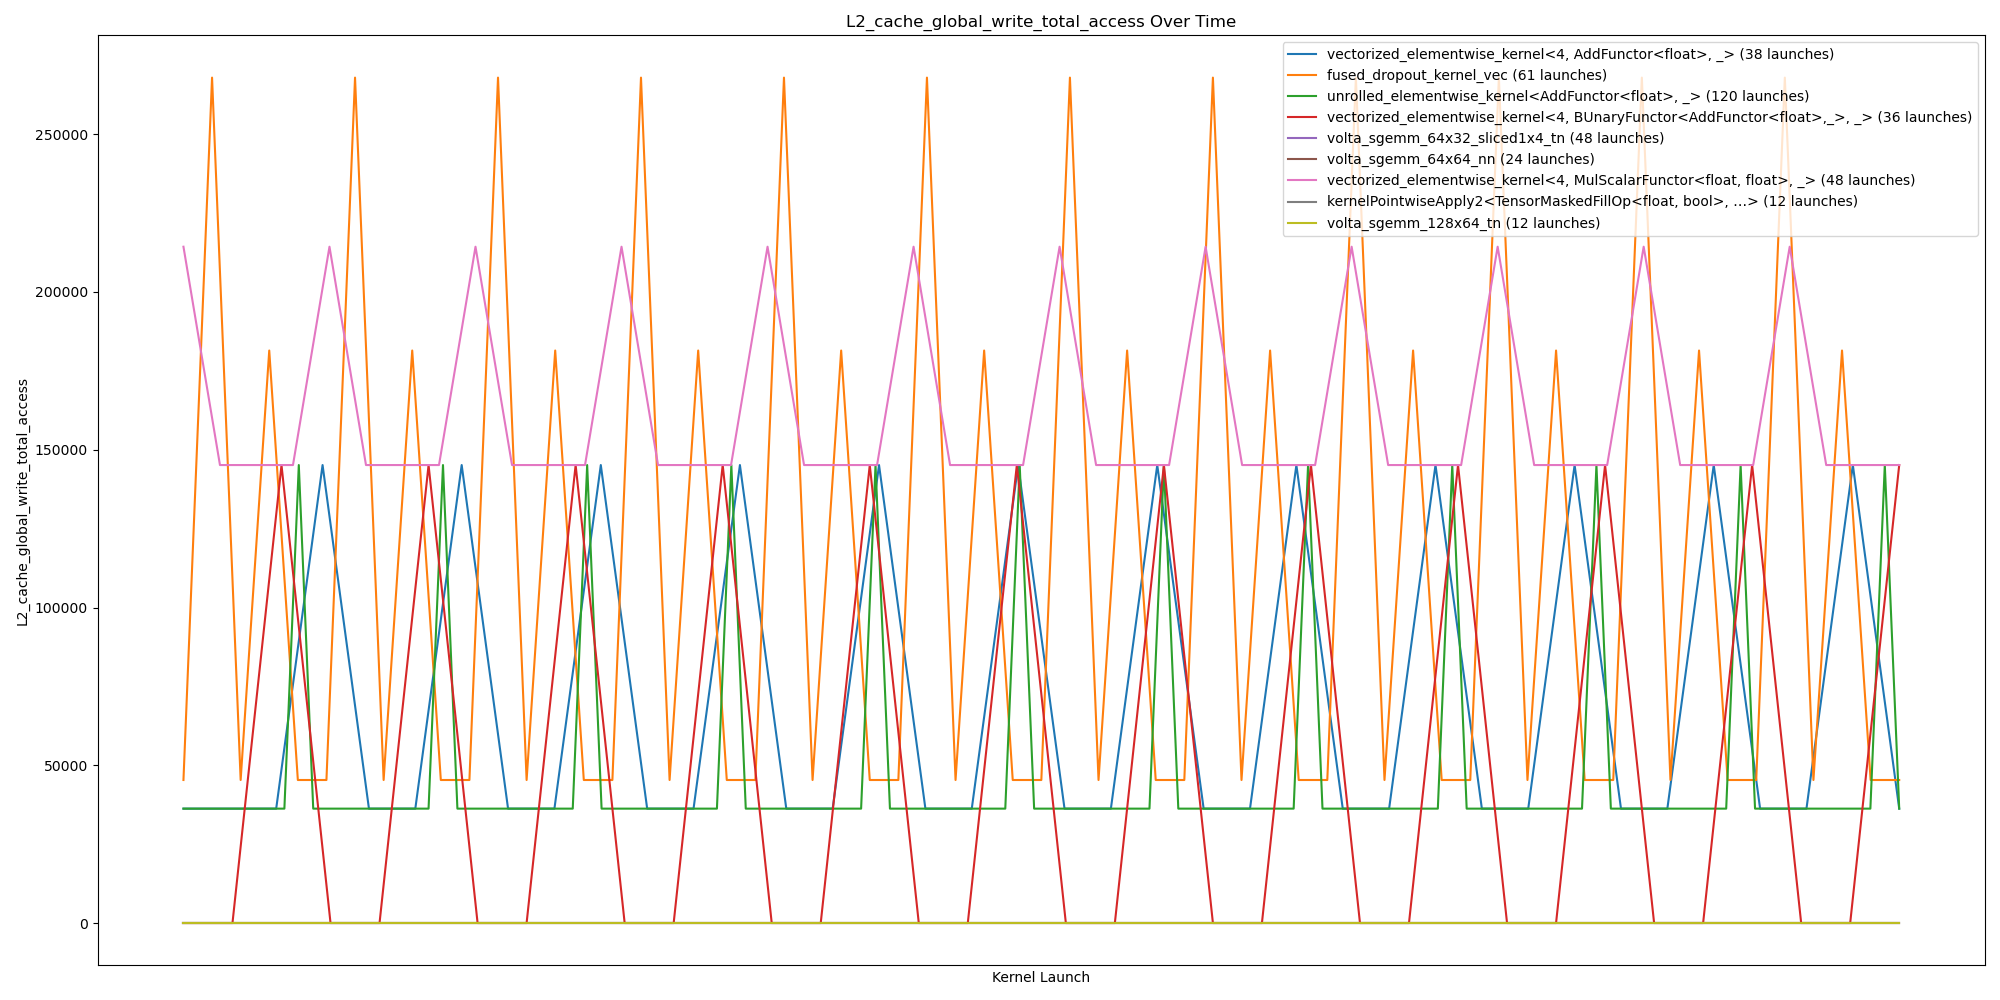 L2_cache_global_write_total_access Over Time
vectorized_elementwise_kernel<4, AddFunctor<float>, _> (38 launches)
fused_dropout_kernel_vec (61 launches)
unrolled_elementwise_kernel<AddFunctor<float>, _> (120 launches)
vectorized_elementwise_kernel<4, BUnaryFunctor<AddFunctor<float>,_>, _> (36 launches)
volta_sgemm_64x32_sliced1x4_tn (48 launches)
volta_sgemm_64x64_nn (24 launches)
vectorized_elementwise_kernel<4, MulScalarFunctor<float, float>, _> (48 launches)
kernelPointwiseApply2<TensorMaskedFillOp<float, bool>, ...> (12 launches)
volta_sgemm_128x64_tn (12 launches)
L2_cache_global_write_total_access
250000
200000
150000
100000
50000
0
Kernel Launch